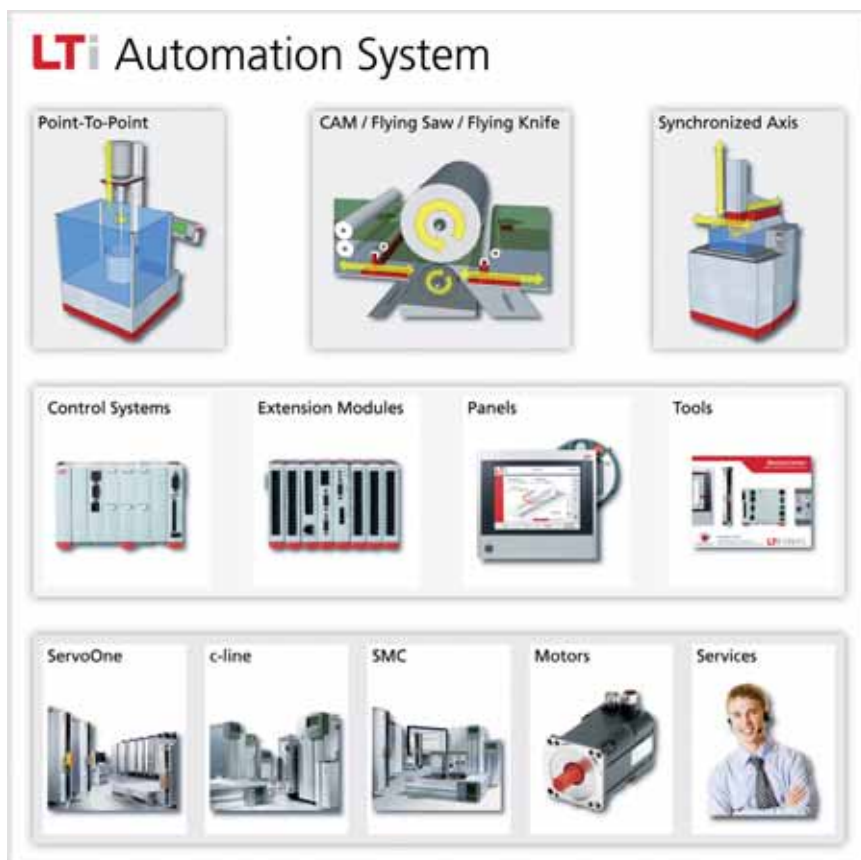 LTi Automation System
Point-To-Point
CAM / Flying Saw / Flying Knife
Synchronized Axis
Control Systems
Extension Modules
Panels
Tools
ServoOne
c-line
SMC
Motors
Services